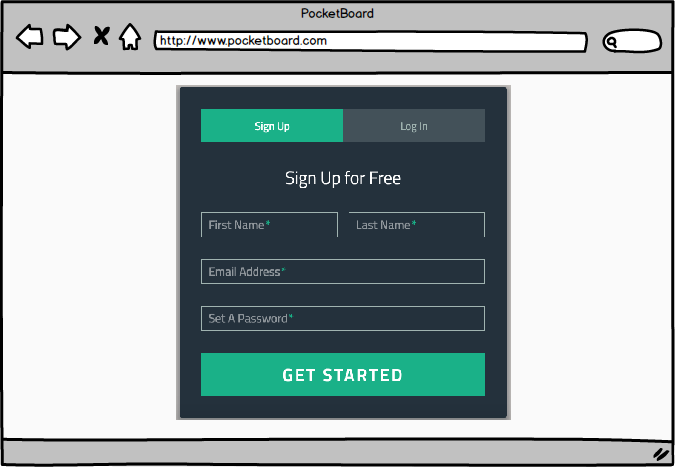 PocketBoard
http://www.pocketboard.com
Sign Up
Log In
Sign Up for Free
First Name*
Last Name*
Email Address*
Set A Password*
GET STARTED